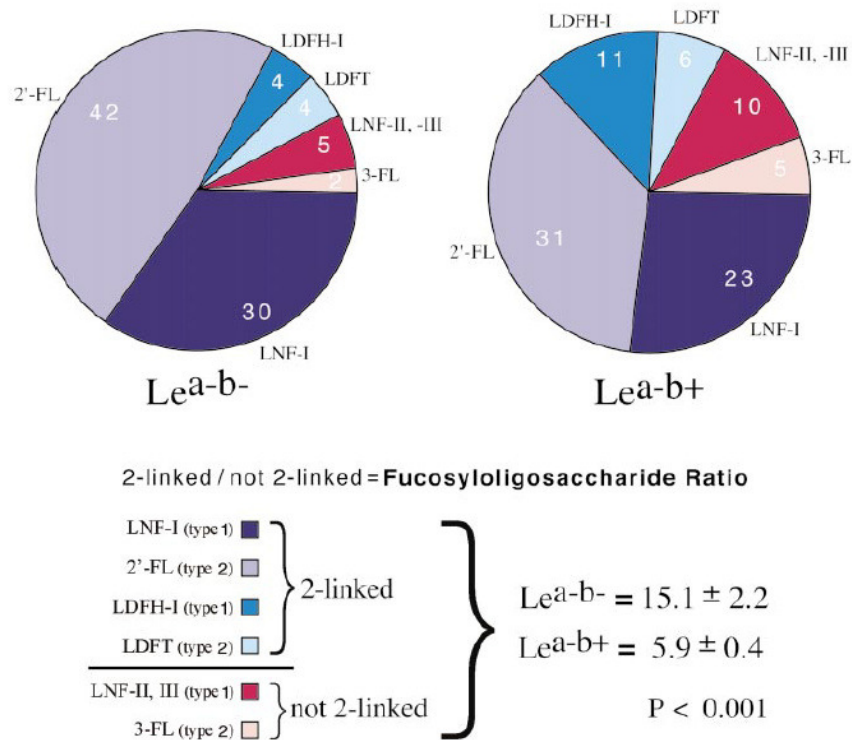 LDFH-I
LDFT
LNF-II, -III
3-FL
LNF-I
2'-FL
42
4
4
5
2
30
Lea-b-
LDFH-I
LDFT
LNF-II, -III
3-FL
LNF-I
2'-FL
11
6
10
5
31
23
Lea-b+
2-linked / not 2-linked = Fucosyloligosaccharide Ratio
LNF-I (type 1)
2'-FL (type 2)
LDFH-I (type 1)
LDFT (type 2)
2-linked
LNF-II, III (type 1)
3-FL (type 2)
not 2-linked
Lea-b- = 15.1 ± 2.2
Lea-b+ = 5.9 ± 0.4
P < 0.001